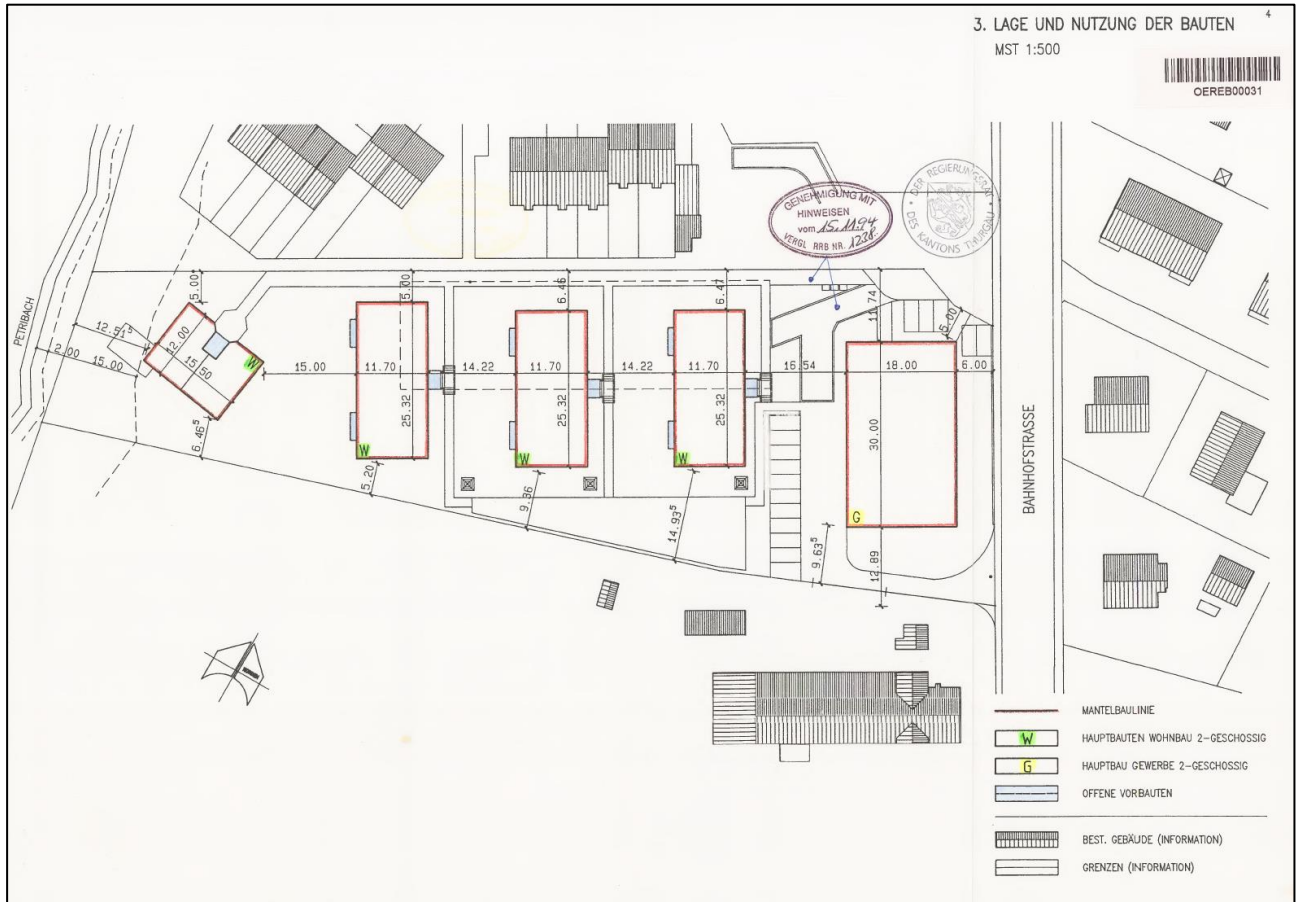 4
3. LAGE UND NUTZUNG DER BAUTEN
MST 1:500
OEREB00031
DER REGIERUNGSRAT
DES KANTONS THURGAU
GENEHMIGUNG MIT
HINWEISEN
vom 15.11.94
VERGL. RRB NR. 1238
PETRIBACH
5.00
12.51⁵
2.00
15.00
12.00
15.50
W
6.46⁵
15.00
11.70
5.00
25.32
W
5.20
14.22
11.70
6.46
25.32
W
9.36
14.22
11.70
6.47
25.32
W
14.93⁵
16.54
11.74
5.00
18.00
6.00
30.00
G
9.63⁵
12.89
BAHNHOFSTRASSE
MANTELBAULINIE
W HAUPTBAUTEN WOHNBAU 2-GESCHOSSIG
G HAUPTBAU GEWERBE 2-GESCHOSSIG
OFFENE VORBAUTEN
BEST. GEBÄUDE (INFORMATION)
GRENZEN (INFORMATION)